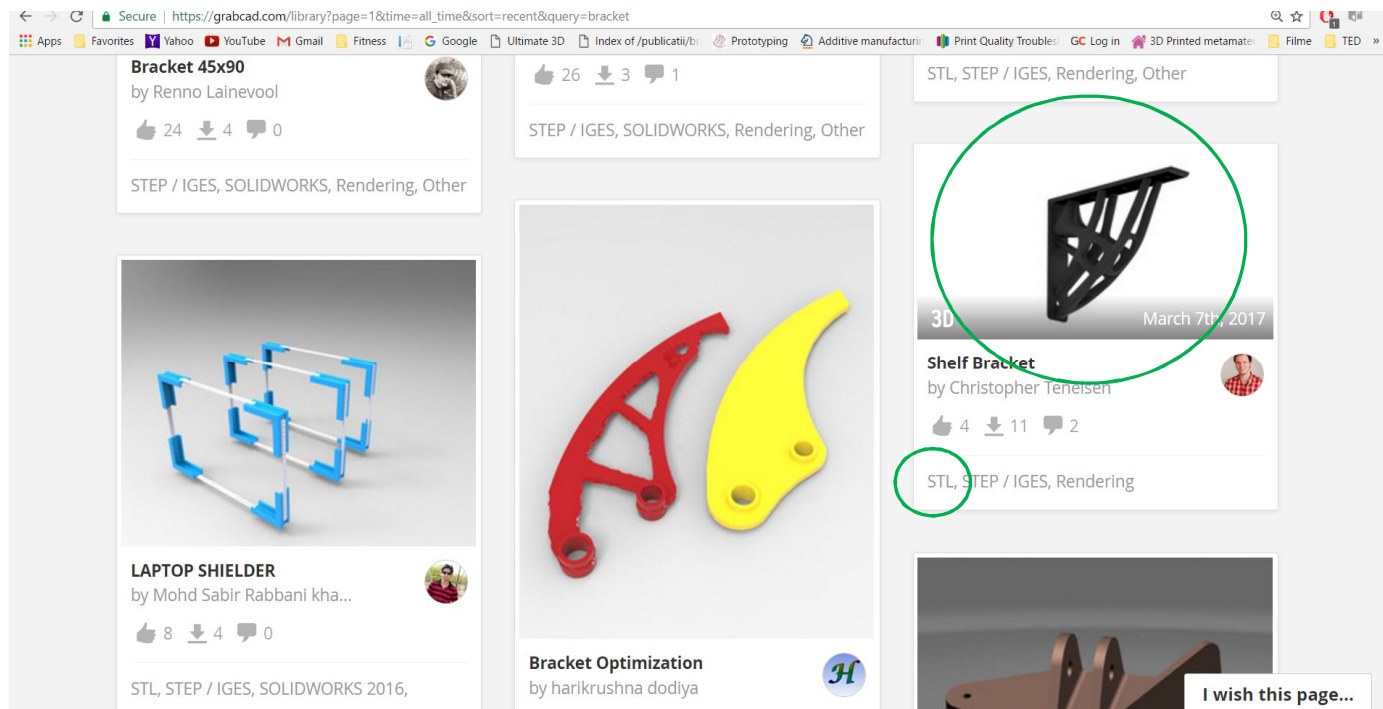 Secure | https://grabcad.com/library?page=1&time=all_time&sort=recent&query=bracket
Apps Favorites Yahoo YouTube Gmail Fitness Google Ultimate 3D Index of /publicatii/br Prototyping Additive manufacturin Print Quality Troubles GC Log in 3D Printed metamate Filme TED »
Bracket 45x90
by Renno Lainevool
24 4 0
STEP / IGES, SOLIDWORKS, Rendering, Other
LAPTOP SHIELDER
by Mohd Sabir Rabbani kha...
8 4 0
STL, STEP / IGES, SOLIDWORKS 2016,
26 3 1
STEP / IGES, SOLIDWORKS, Rendering, Other
Bracket Optimization
H
by harikrushna dodiya
STL, STEP / IGES, Rendering, Other
3D March 7th, 2017
Shelf Bracket
by Christopher
4 11 2
STL, STEP / IGES, Rendering
I wish this page...